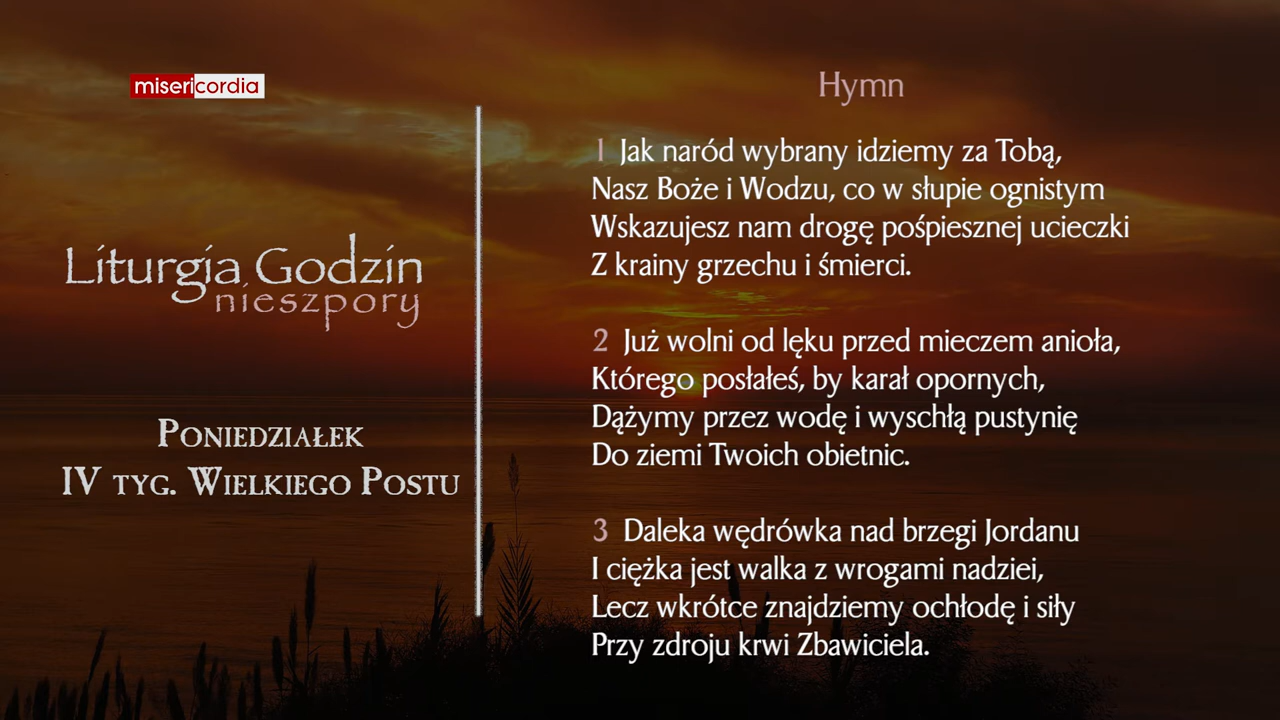 misericordia
Liturgia Godzin
nieszpory
Poniedziałek
IV tyg. Wielkiego Postu
Hymn
1 Jak naród wybrany idziemy za Tobą,
Nasz Boże i Wodzu, co w słupie ognistym
Wskazujesz nam drogę pośpiesznej ucieczki
Z krainy grzechu i śmierci.
2 Już wolni od lęku przed mieczem anioła,
Którego posłałeś, by karał opornych,
Dążymy przez wodę i wyschłą pustynię
Do ziemi Twoich obietnic.
3 Daleka wędrówka nad brzegi Jordanu
I ciężka jest walka z wrogami nadziei,
Lecz wkrótce znajdziemy ochłodę i siły
Przy zdroju krwi Zbawiciela.